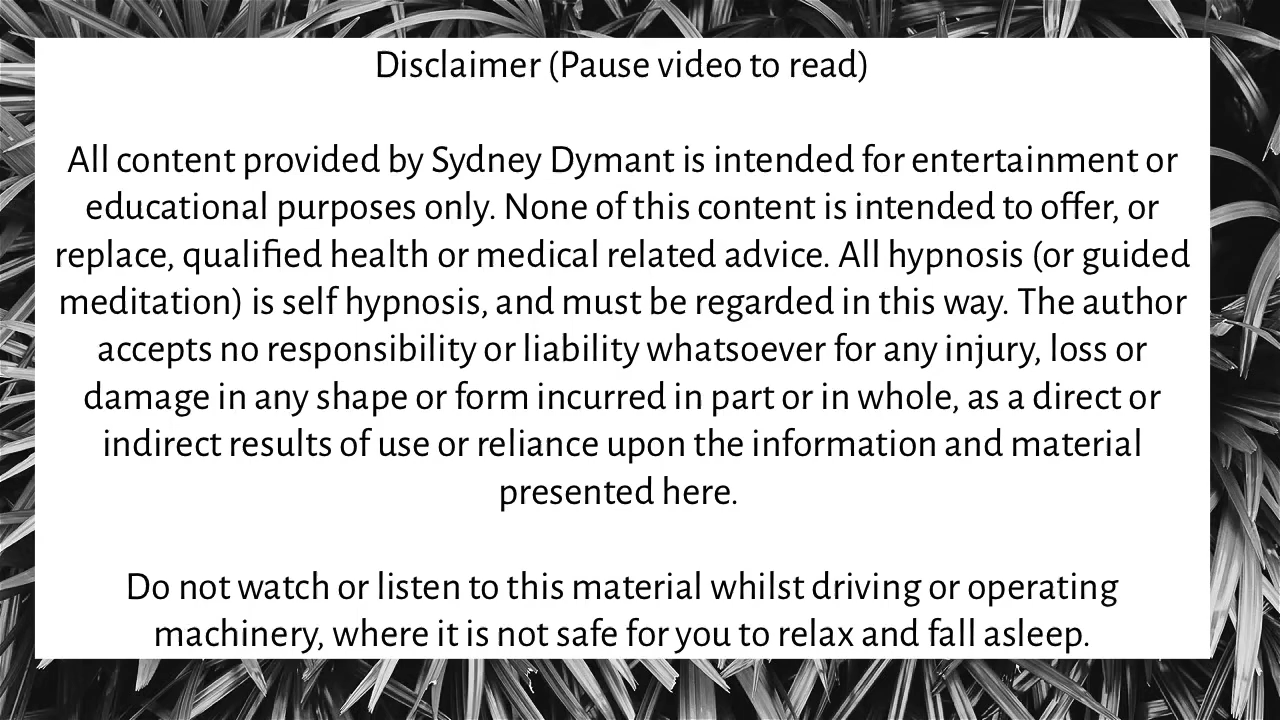 Disclaimer (Pause video to read)
All content provided by Sydney Dymant is intended for entertainment or
educational purposes only. None of this content is intended to offer, or
replace, qualified health or medical related advice. All hypnosis (or guided
meditation) is self hypnosis, and must be regarded in this way. The author
accepts no responsibility or liability whatsoever for any injury, loss or
damage in any shape or form incurred in part or in whole, as a direct or
indirect results of use or reliance upon the information and material
presented here.
Do not watch or listen to this material whilst driving or operating
machinery, where it is not safe for you to relax and fall asleep.